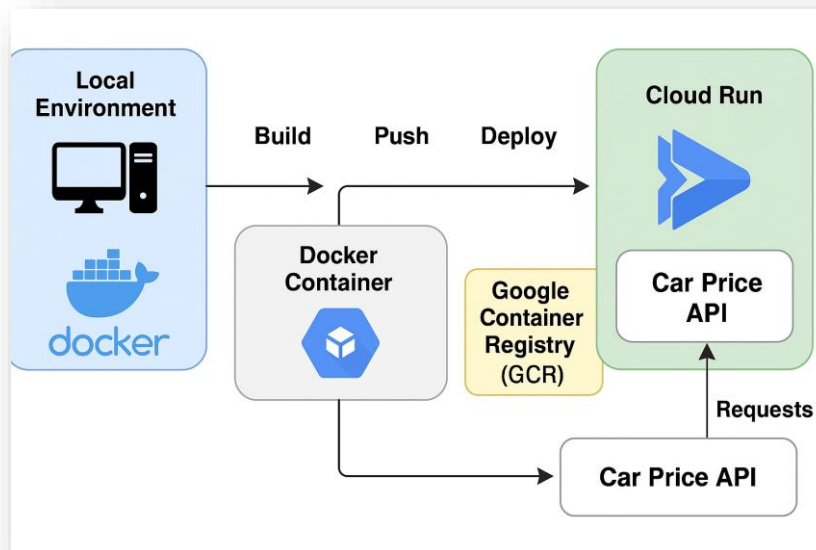 Local
Environment
docker
Build
Push
Deploy
Docker
Container
Google
Container
Registry
(GCR)
Cloud Run
Car Price
API
Requests
Car Price API